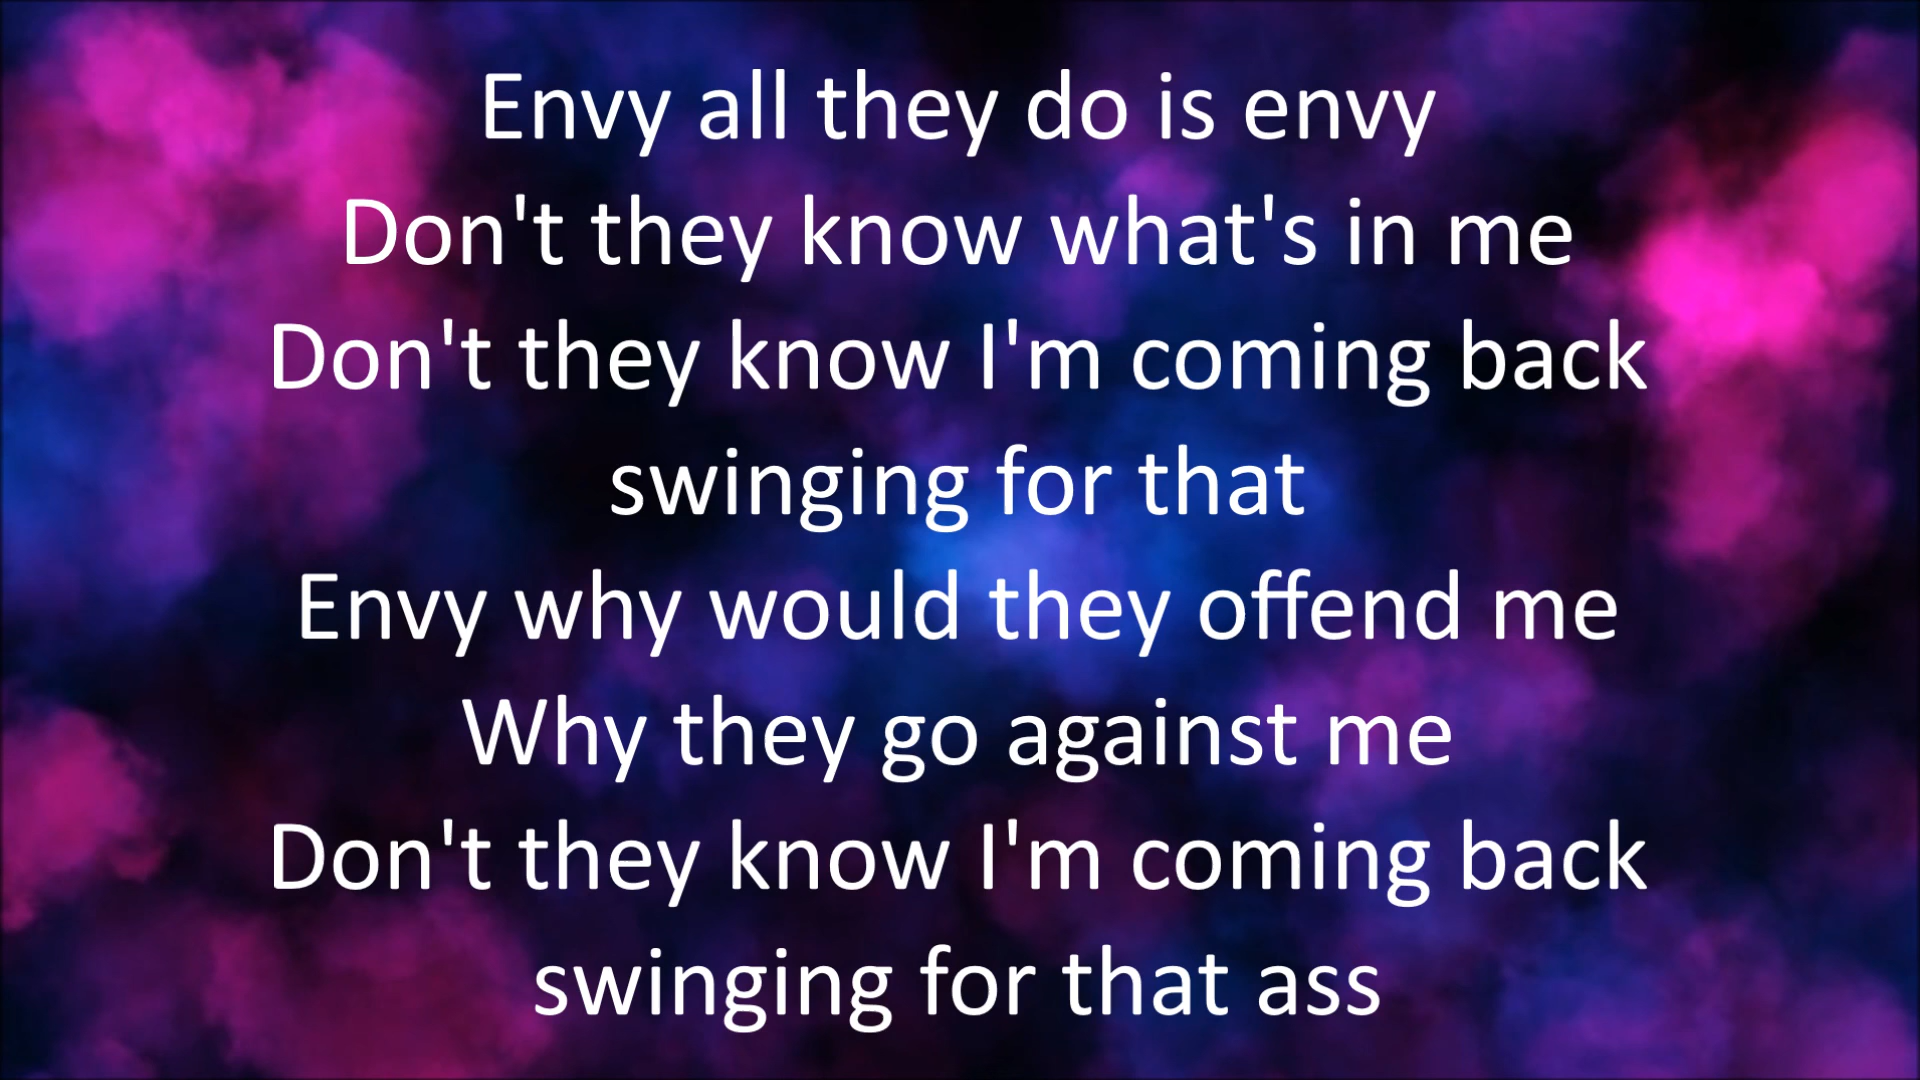 Envy all they do is envy
Don't they know what's in me
Don't they know I'm coming back
swinging for that
Envy why would they offend me
Why they go against me
Don't they know I'm coming back
swinging for that ass